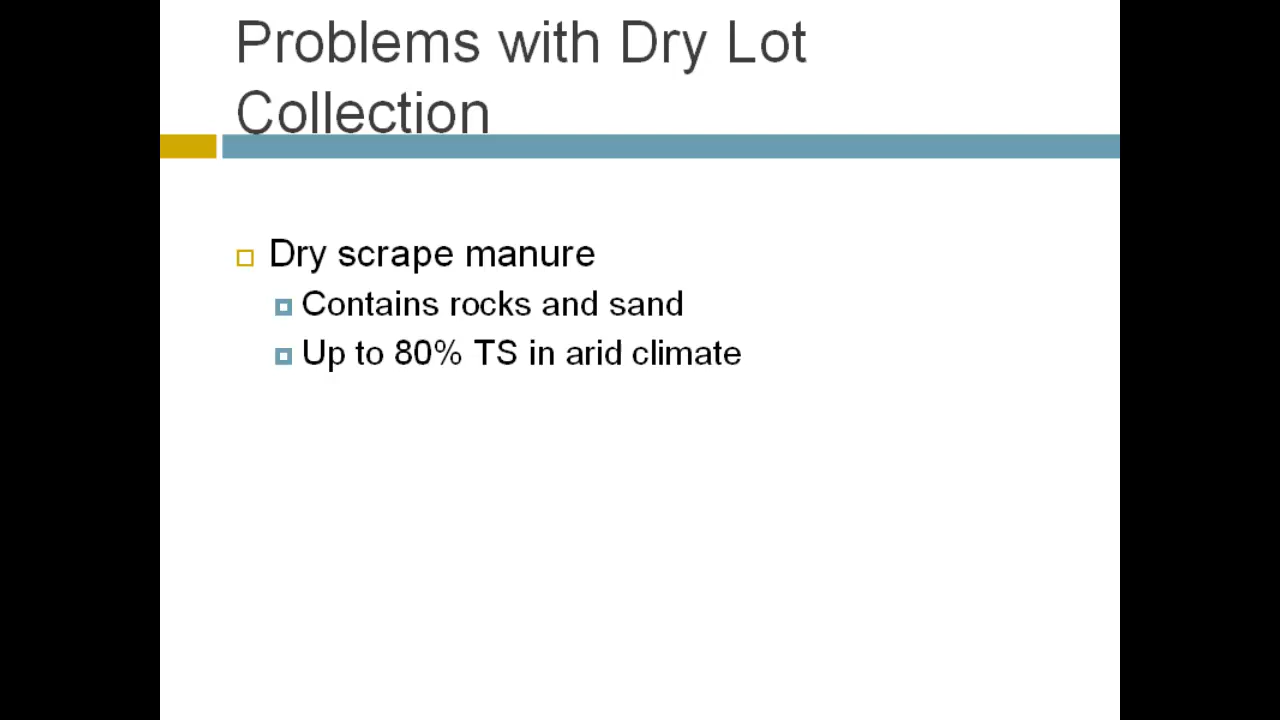 Problems with Dry Lot
Collection
Dry scrape manure
Contains rocks and sand
Up to 80% TS in arid climate